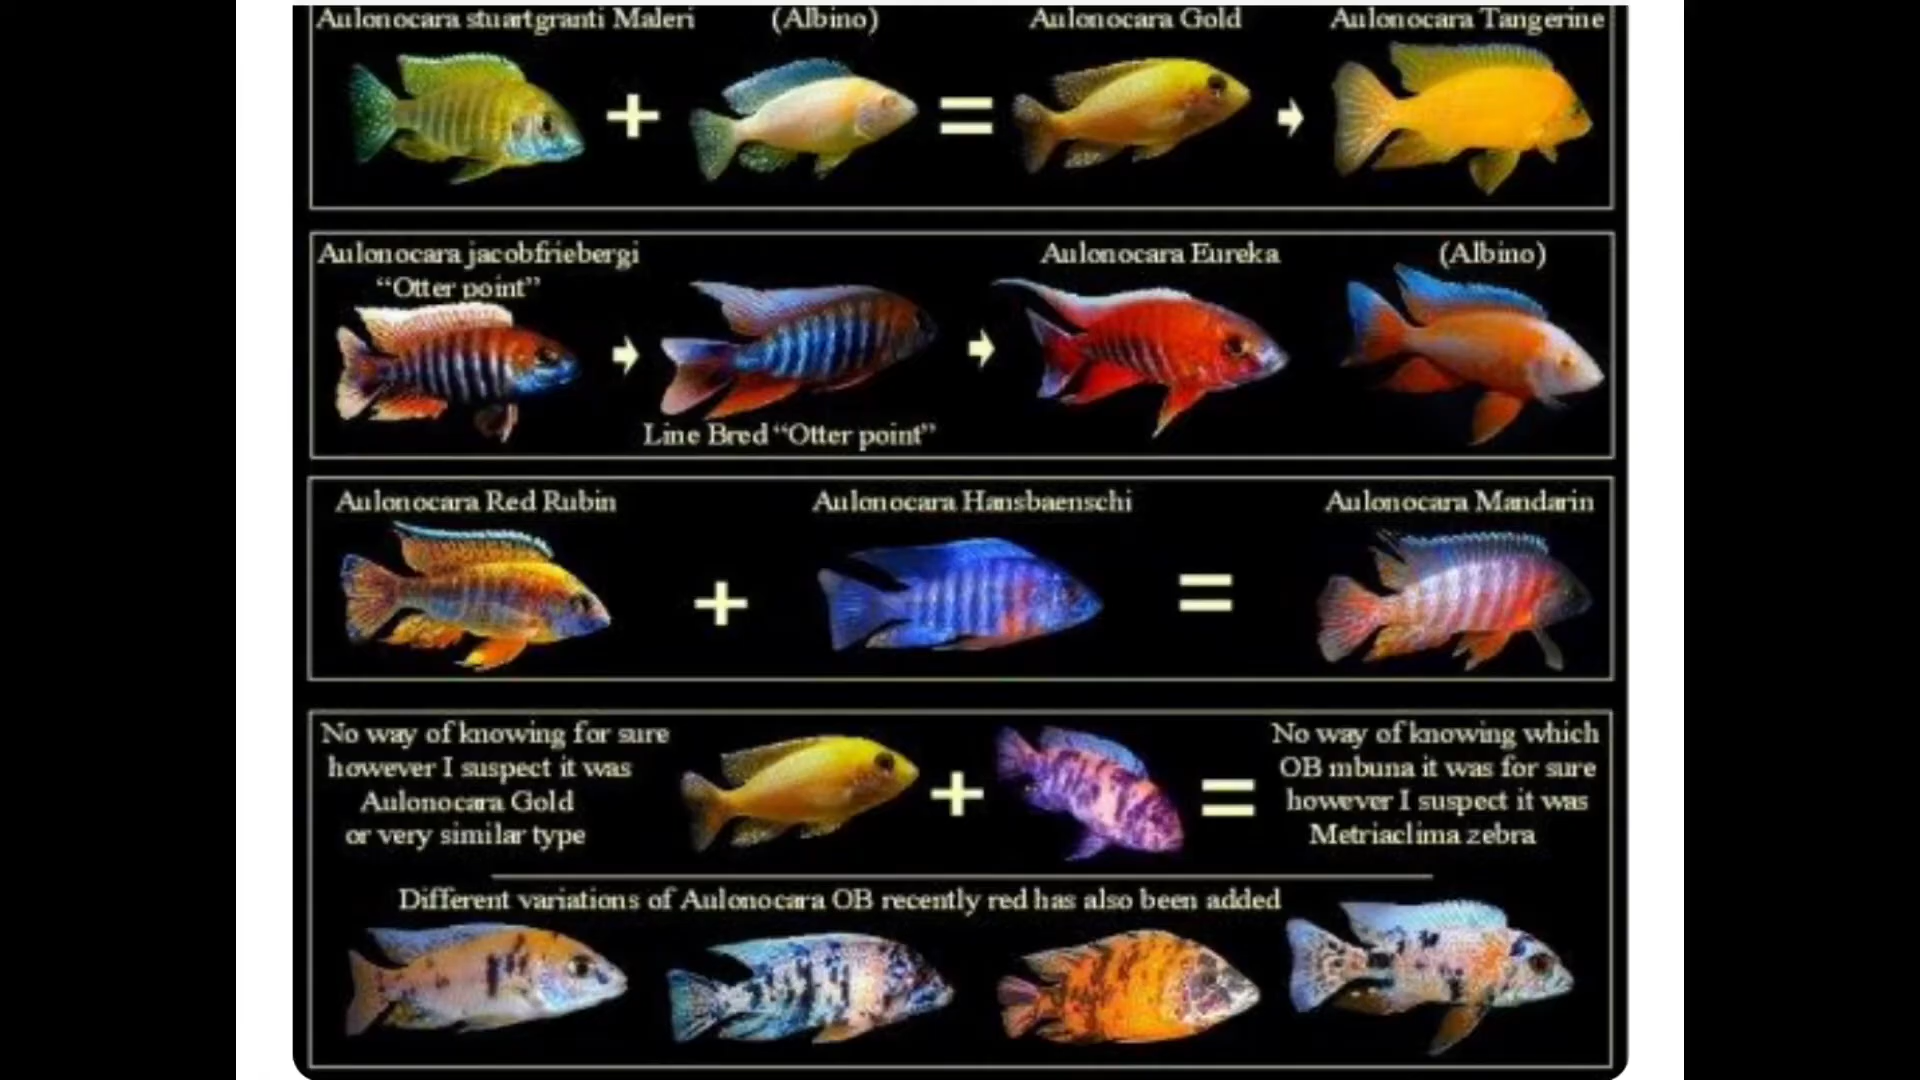 Aulonocara stuartgranti Maleri
(Albino)
Aulonocara Gold
Aulonocara Tangerine
+
=
Aulonocara jacobfriebergi
“Otter point”
Line Bred “Otter point”
Aulonocara Eureka
(Albino)
Aulonocara Red Rubin
Aulonocara Hansbaenschi
Aulonocara Mandarin
+
=
No way of knowing for sure
however I suspect it was
Aulonocara Gold
or very similar type
+
=
No way of knowing which
OB mbuna it was for sure
however I suspect it was
Metriaclima zebra
Different variations of Aulonocara OB recently red has also been added